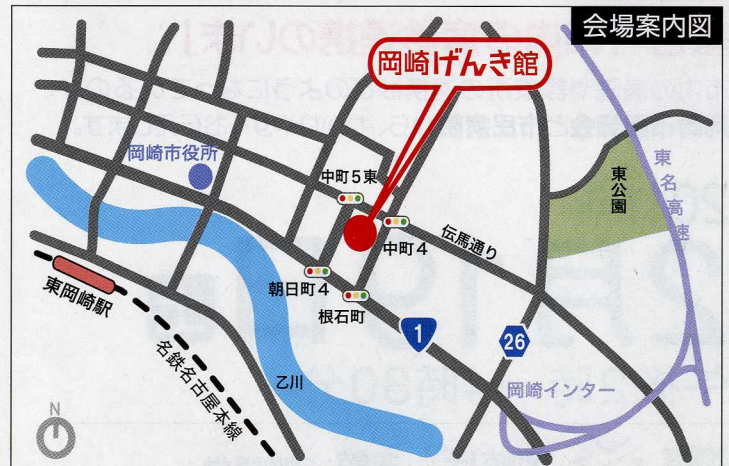 会場案内図
岡崎げんき館
岡崎市役所
中町5東
東公園
東名高速
中町4
伝馬通り
朝日町4
東岡崎駅
根石町
1
26
名鉄名古屋本線
乙川
岡崎インター
N